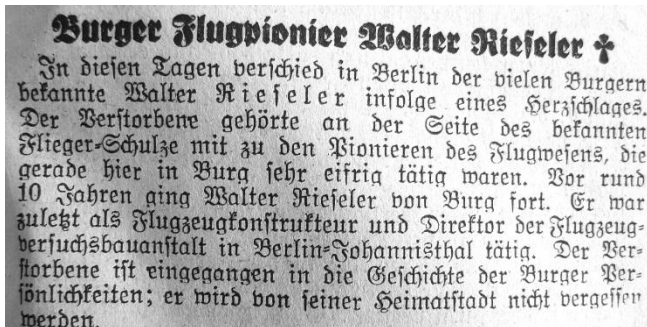 Burger Flugpionier Walter Rieseler ✝
In diesen Tagen verschied in Berlin der vielen Burgern
bekannte Walter Rieseler infolge eines Herzschlages.
Der Verstorbene gehörte an der Seite des bekannten
Flieger-Schulze mit zu den Pionieren des Flugwesens, die
gerade hier in Burg sehr eifrig tätig waren. Vor rund
10 Jahren ging Walter Rieseler von Burg fort. Er war
zuletzt als Flugzeugkonstrukteur und Direktor der Flugzeug-
versuchsbauanstalt in Berlin-Johannisthal tätig. Der Ver-
storbene ist eingegangen in die Geschichte der Burger Per-
sönlichkeiten; er wird von seiner Heimatstadt nicht vergessen
werden.